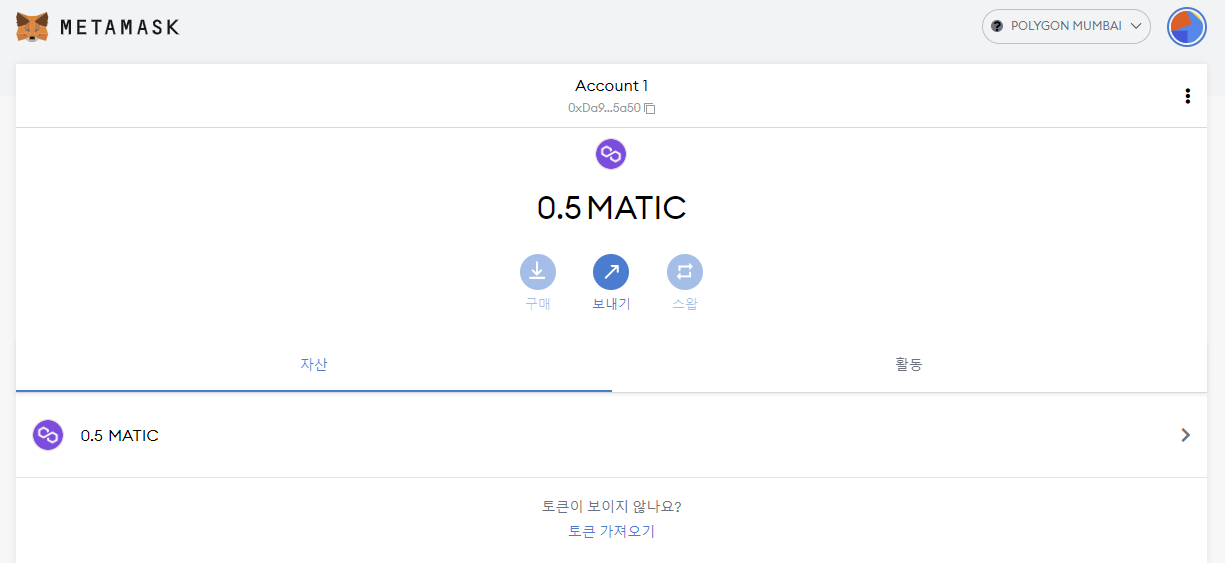 METAMASK
? POLYGON MUMBAI
Account 1
0xDa9...5a50
0.5 MATIC
구매 보내기 스왑
자산 활동
0.5 MATIC
토큰이 보이지 않나요?
토큰 가져오기